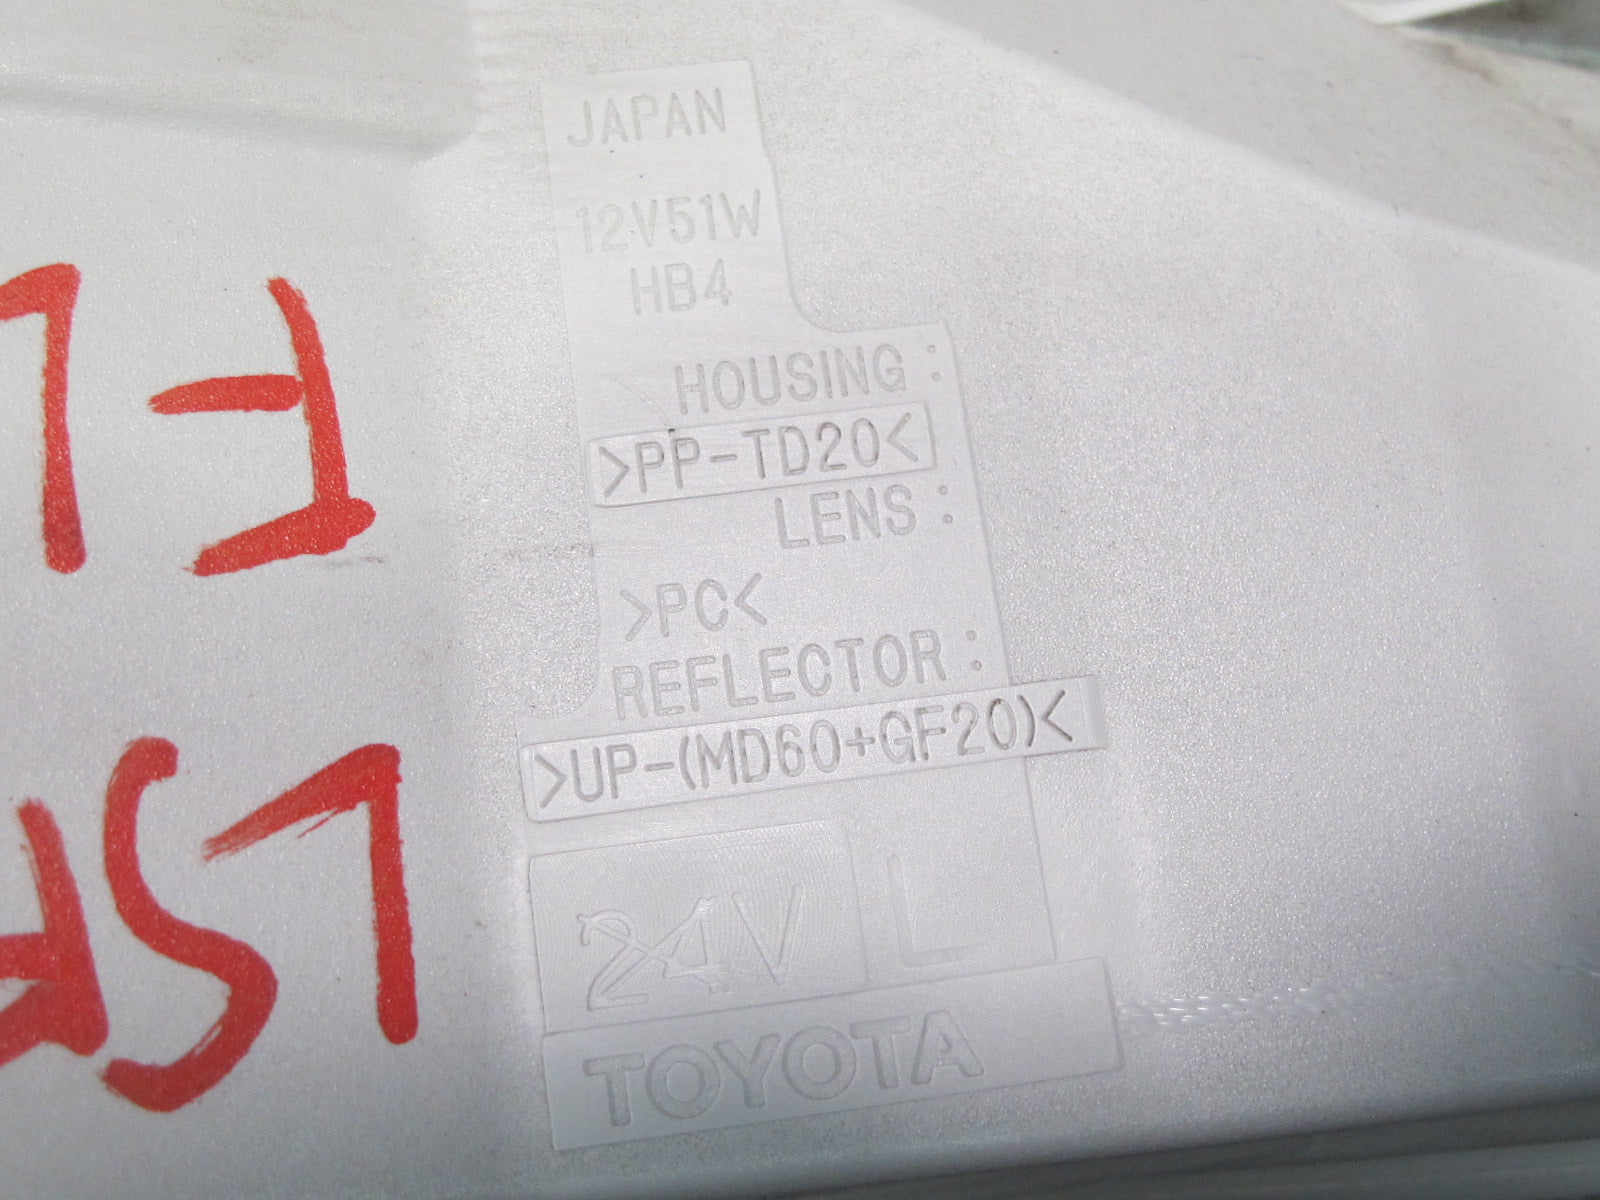 JAPAN
12V51W
HB4
HOUSING :
>PP-TD20<
LENS :
>PC<
REFLECTOR :
>UP-(MD60+GF20)<
24V L
TOYOTA